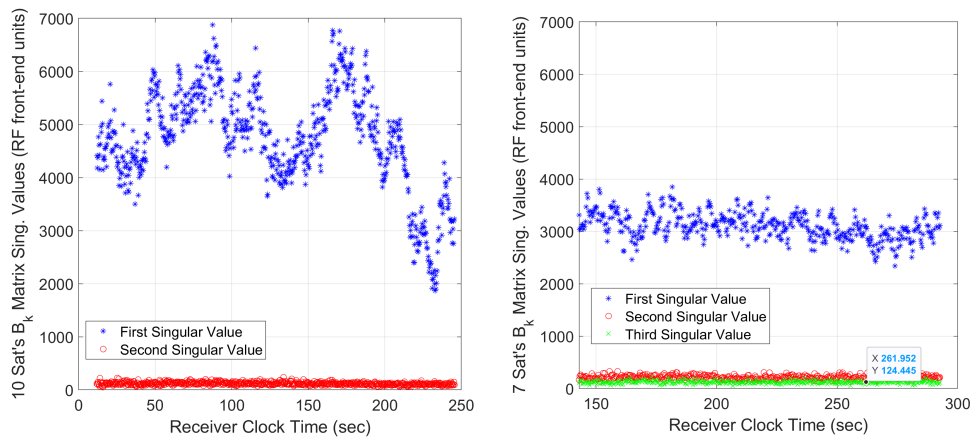 10 Sat's B_k Matrix Sing. Values (RF front-end units)
7000
6000
5000
4000
3000
2000
1000
0
First Singular Value
Second Singular Value
0 50 100 150 200 250
Receiver Clock Time (sec)
7 Sat's B_k Matrix Sing. Values (RF front-end units)
7000
6000
5000
4000
3000
2000
1000
0
First Singular Value
Second Singular Value
Third Singular Value
X 261.952
Y 124.445
150 200 250 300
Receiver Clock Time (sec)